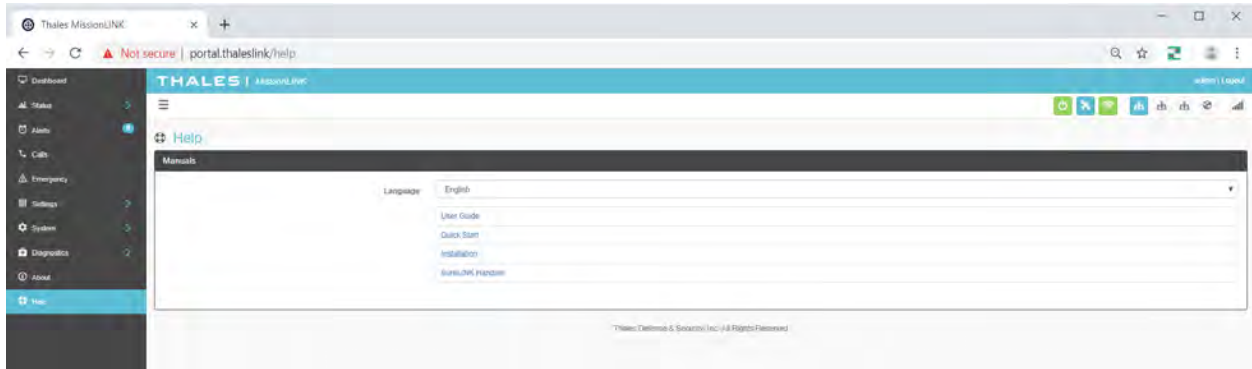 Thales MissionLINK
Not secure | portal.thaleslink/help
Dashboard
THALES | MissionLINK
admin | Logout
Status
Alerts
Calls
Emergency
Settings
System
Diagnostics
About
Help
Help
Manuals
Language
English
User Guide
Quick Start
Installation
SureLINK Handset
Thales Defense & Security, Inc. All Rights Reserved